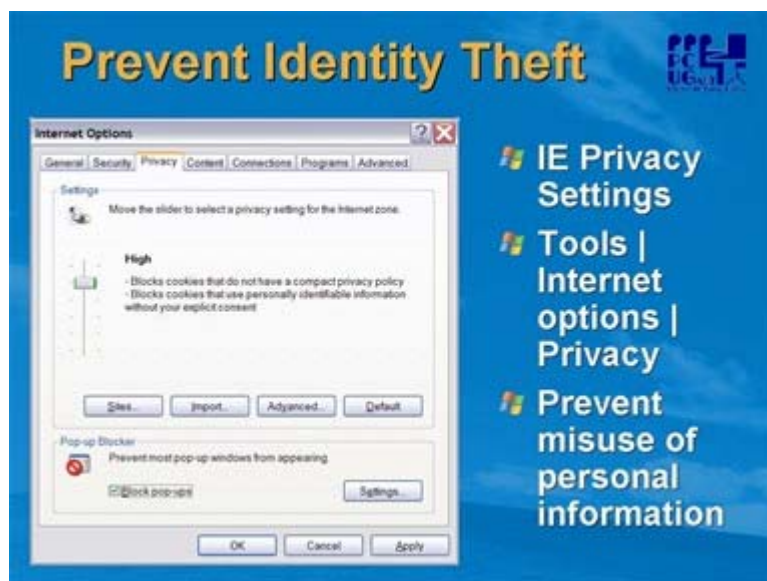 Prevent Identity Theft
PC
UG
Internet Options
General Security Privacy Content Connections Programs Advanced
Settings
Move the slider to select a privacy setting for the Internet zone.
High
- Blocks cookies that do not have a compact privacy policy
- Blocks cookies that use personally identifiable information
without your explicit consent
Sites... Import... Advanced... Default
Pop-up Blocker
Prevent most pop-up windows from appearing.
Block pop-ups
Settings...
OK Cancel Apply
IE Privacy
Settings
Tools |
Internet
options |
Privacy
Prevent
misuse of
personal
information